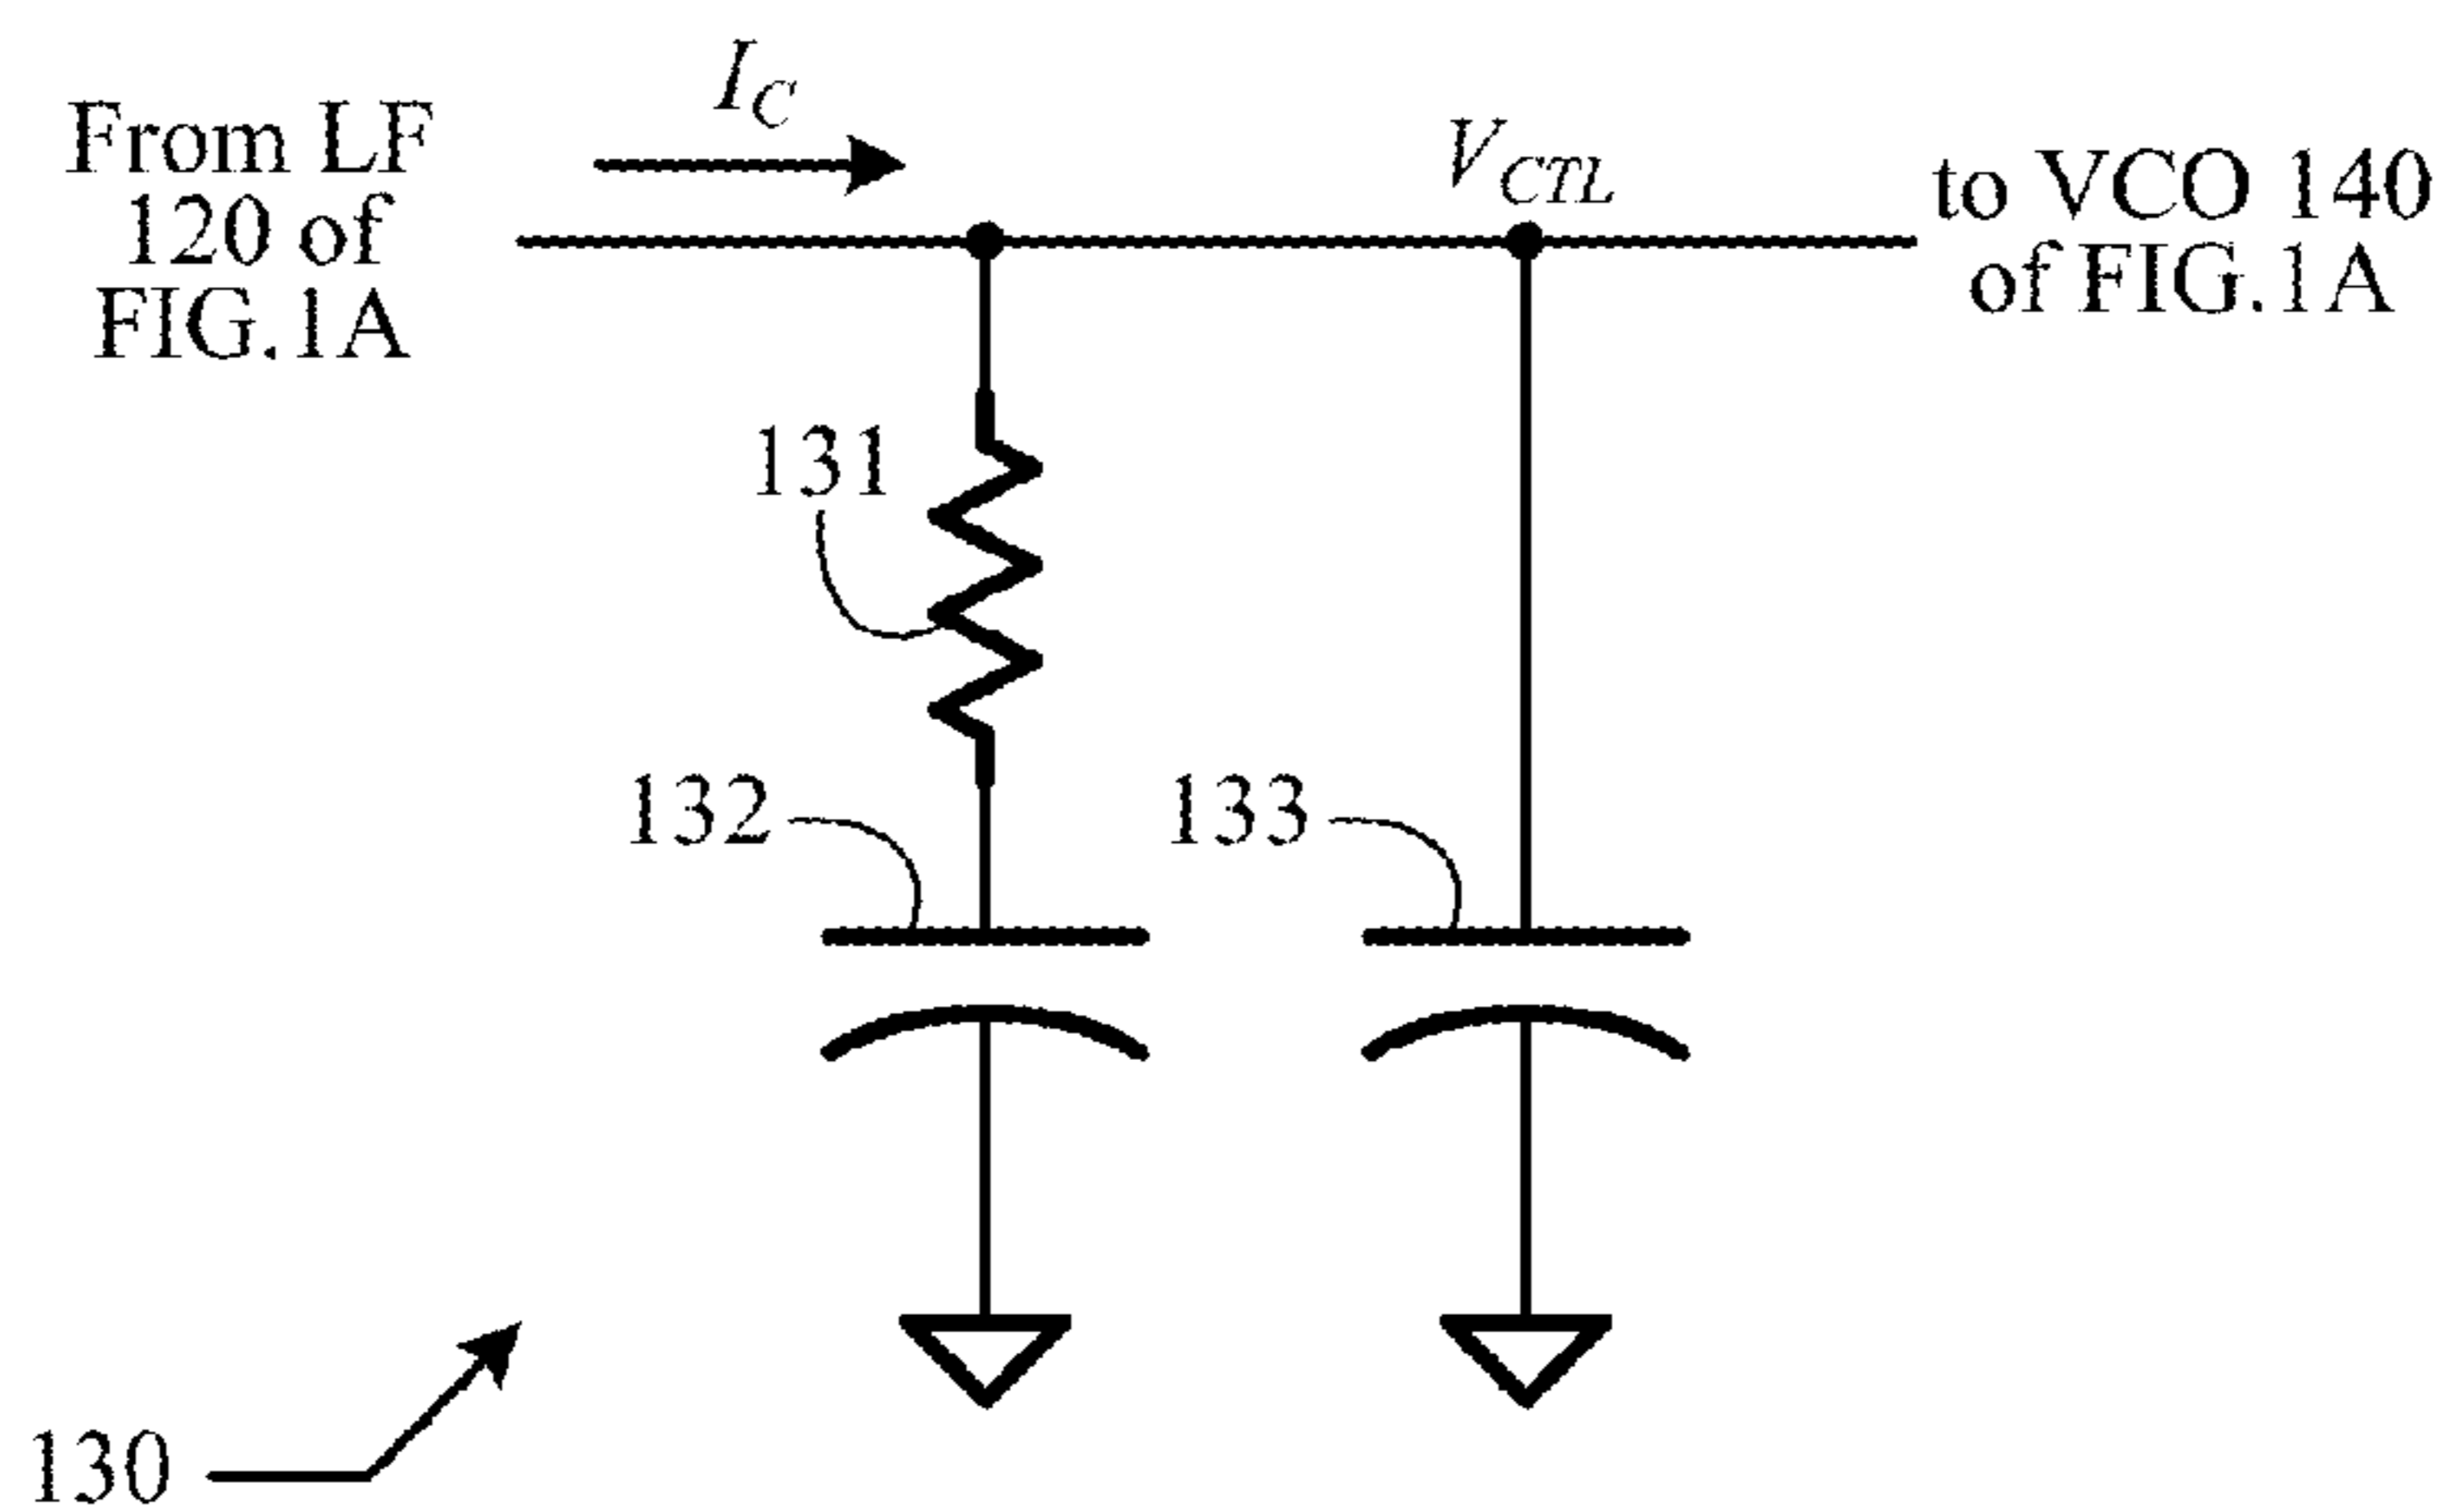 I_C
From LF
120 of
FIG.1A
V_CTL
to VCO 140
of FIG.1A
131
132
133
130